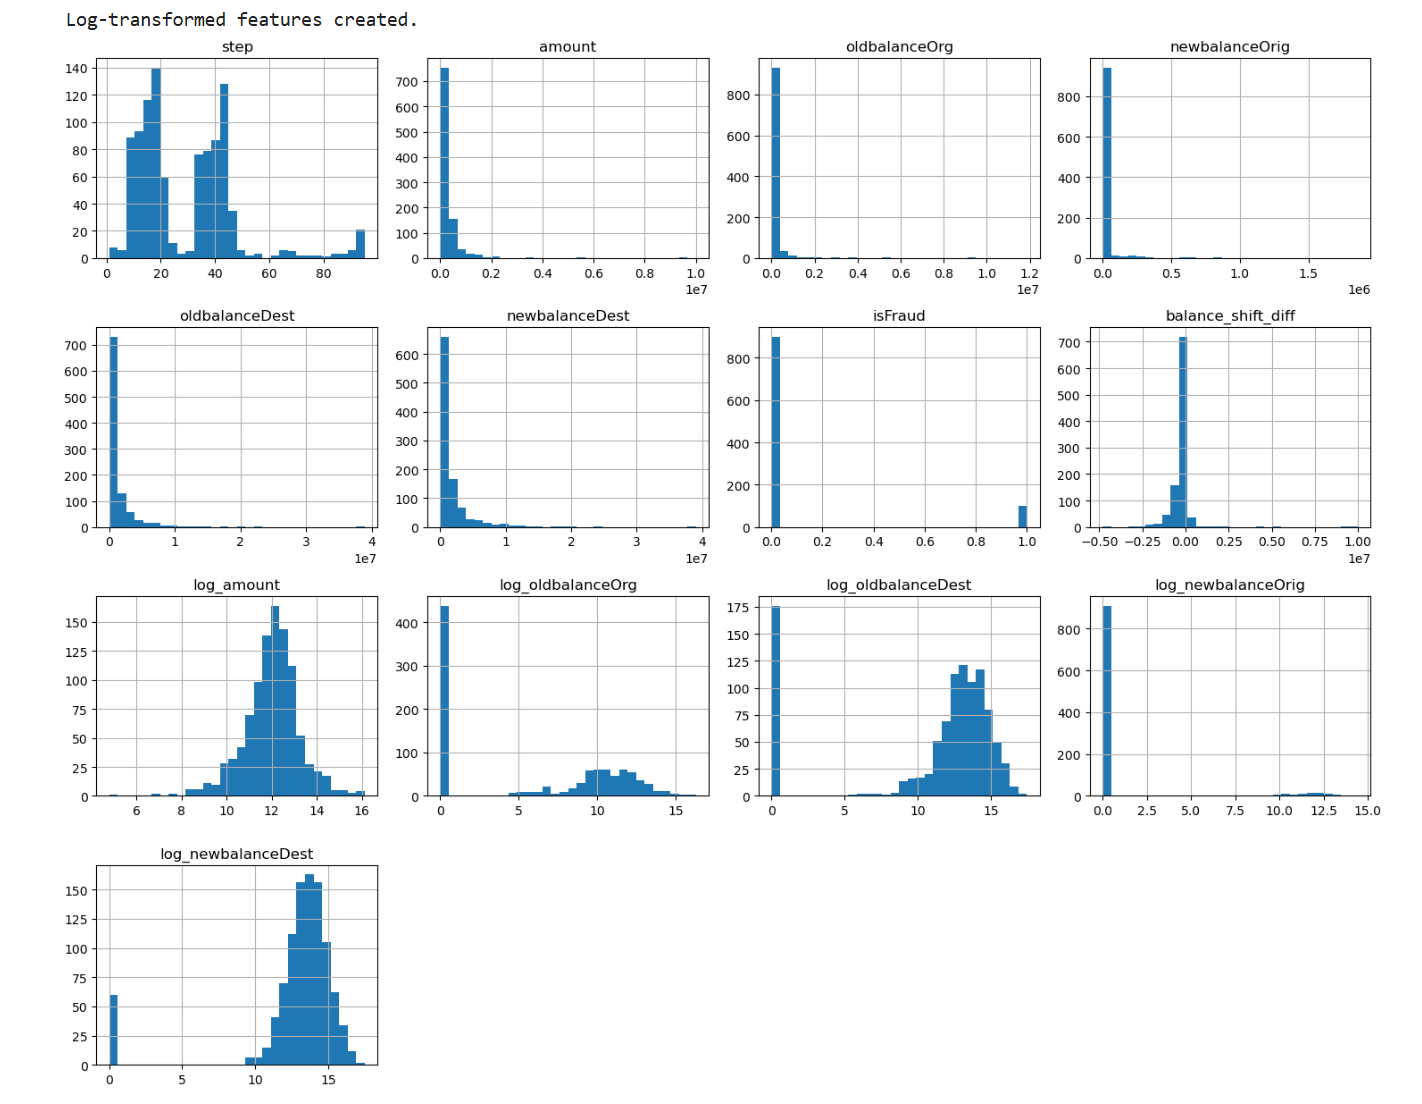 Log-transformed features created.
step
140
120
100
80
60
40
20
0
0 20 40 60 80
amount
700
600
500
400
300
200
100
0
0.0 0.2 0.4 0.6 0.8 1.0
1e7
oldbalanceOrg
800
600
400
200
0
0.0 0.2 0.4 0.6 0.8 1.0 1.2
1e7
newbalanceOrig
800
600
400
200
0
0.0 0.5 1.0 1.5
1e6
oldbalanceDest
700
600
500
400
300
200
100
0
0 1 2 3 4
1e7
newbalanceDest
600
500
400
300
200
100
0
0 1 2 3 4
1e7
isFraud
800
600
400
200
0
0.0 0.2 0.4 0.6 0.8 1.0
balance_shift_diff
700
600
500
400
300
200
100
0
−0.50 −0.25 0.00 0.25 0.50 0.75 1.00
1e7
log_amount
150
125
100
75
50
25
0
6 8 10 12 14 16
log_oldbalanceOrg
400
300
200
100
0
0 5 10 15
log_oldbalanceDest
175
150
125
100
75
50
25
0
0 5 10 15
log_newbalanceOrig
800
600
400
200
0
0.0 2.5 5.0 7.5 10.0 12.5 15.0
log_newbalanceDest
150
125
100
75
50
25
0
0 5 10 15